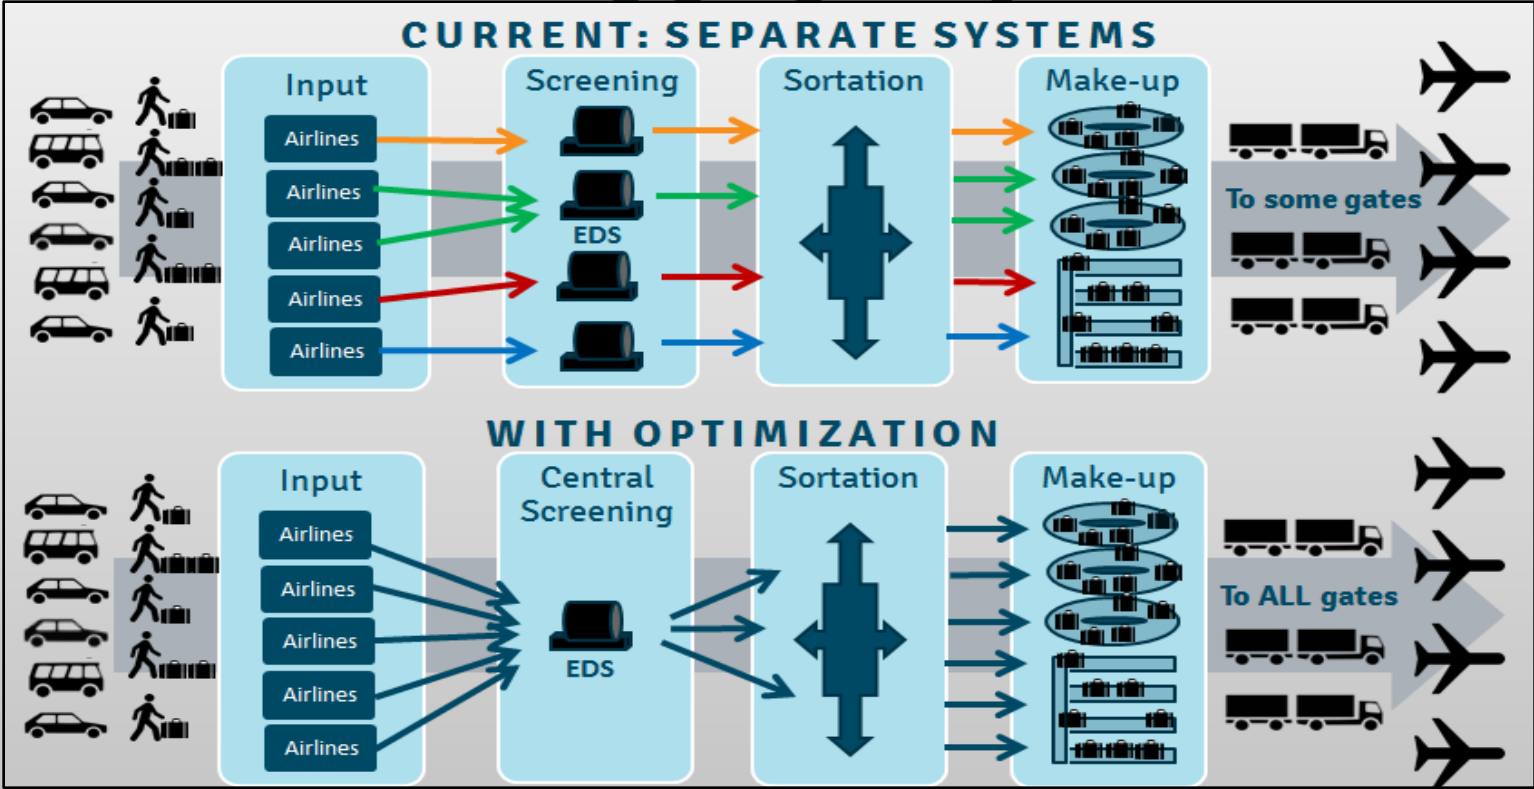 CURRENT: SEPARATE SYSTEMS
Input
Screening
Sortation
Make-up
Airlines
Airlines
Airlines
Airlines
Airlines
EDS
To some gates
WITH OPTIMIZATION
Input
Central
Screening
Sortation
Make-up
Airlines
Airlines
Airlines
Airlines
Airlines
EDS
To ALL gates